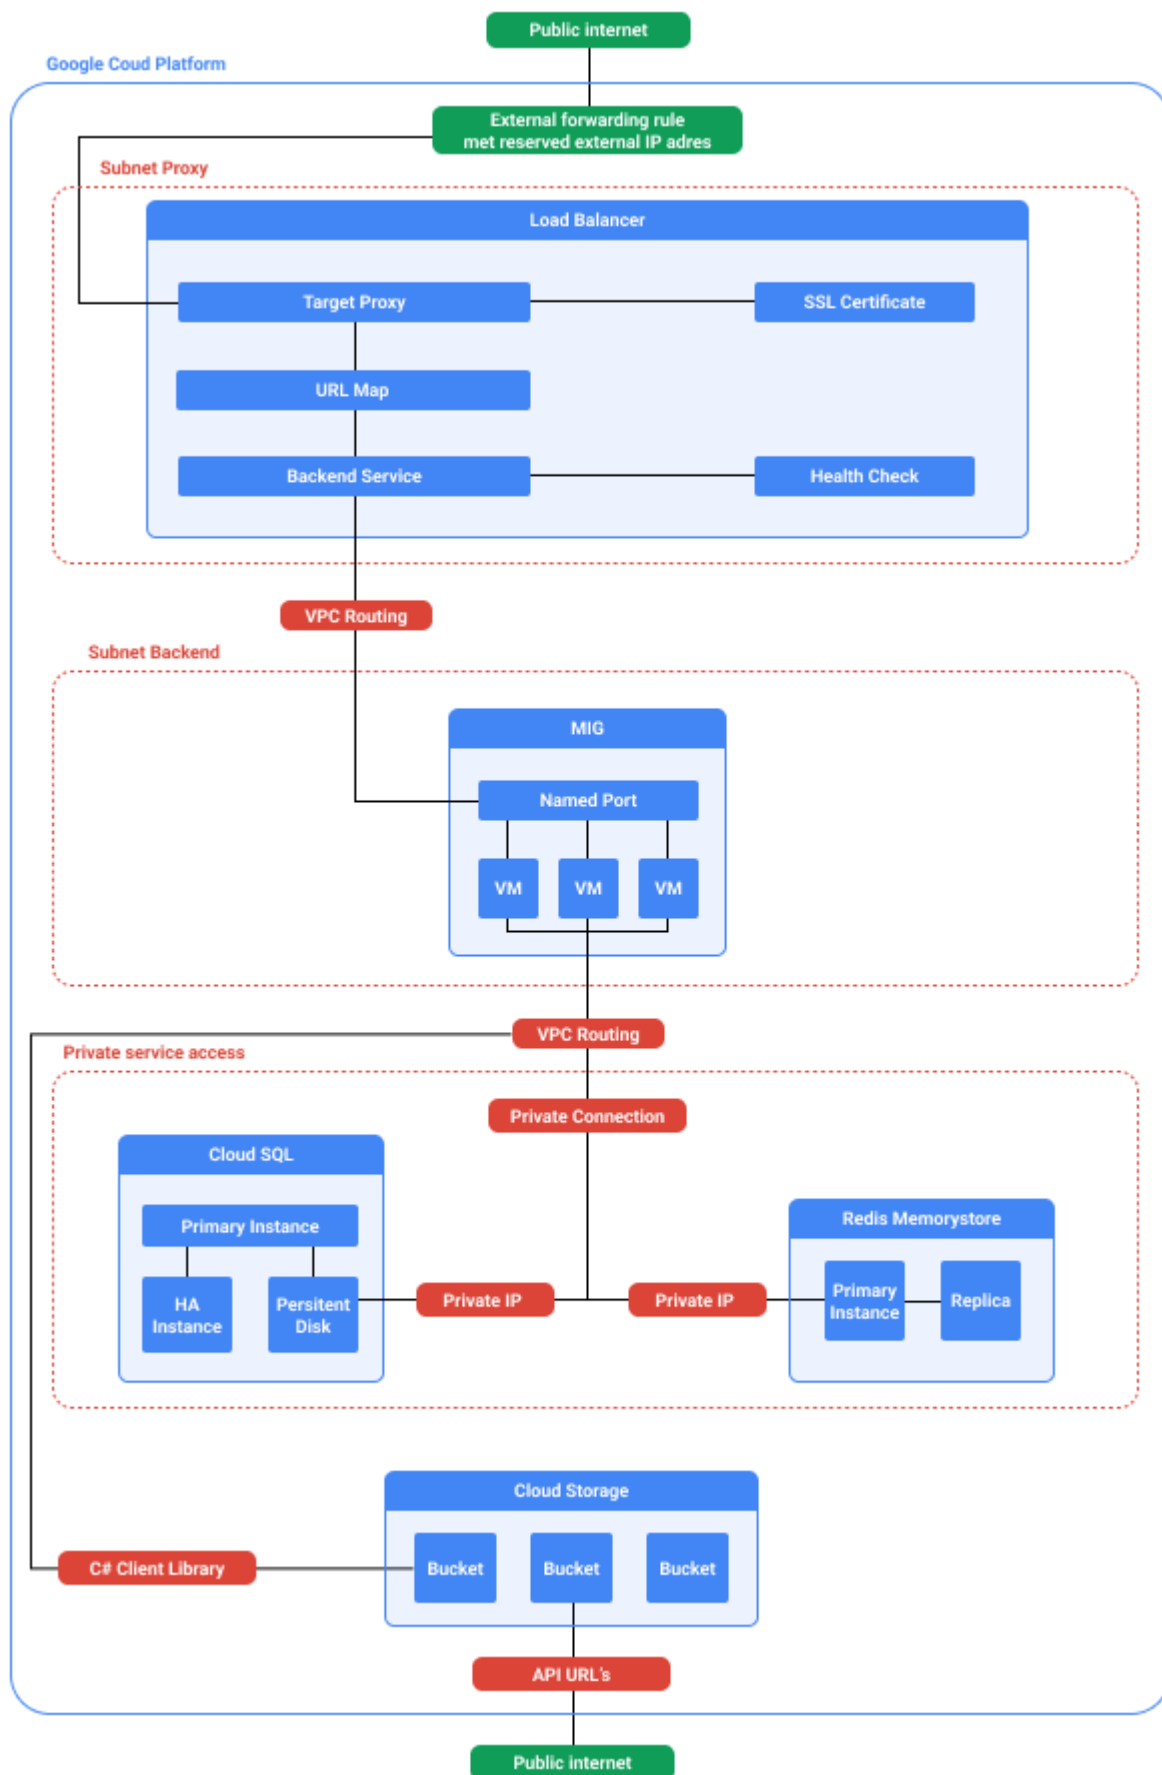 Public internet
Google Coud Platform
External forwarding rule
met reserved external IP adres
Subnet Proxy
Load Balancer
Target Proxy
SSL Certificate
URL Map
Backend Service
Health Check
VPC Routing
Subnet Backend
MIG
Named Port
VM
VM
VM
VPC Routing
Private service access
Private Connection
Cloud SQL
Primary Instance
HA
Instance
Persitent
Disk
Private IP
Private IP
Redis Memorystore
Primary
Instance
Replica
Cloud Storage
Bucket
Bucket
Bucket
C# Client Library
API URL's
Public internet